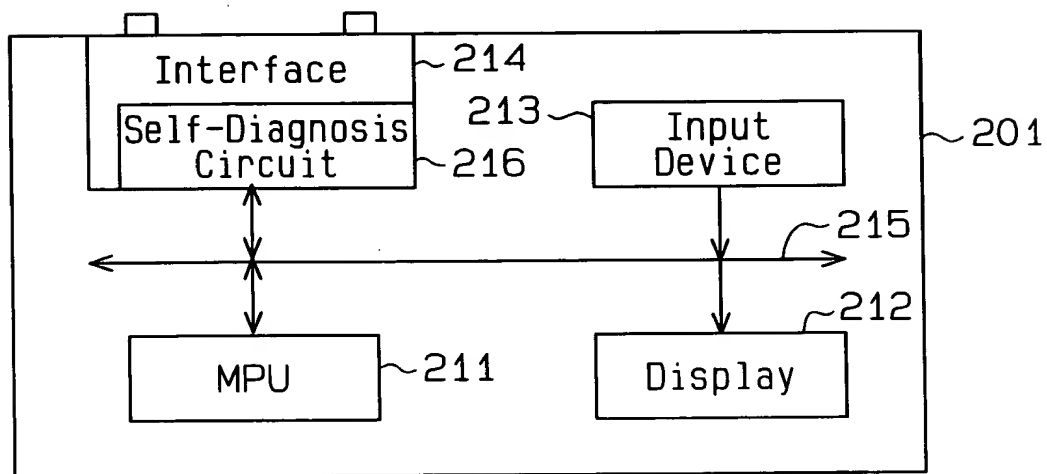 Interface
214
Self-Diagnosis
Circuit
216
213
Input
Device
201
215
212
MPU
211
Display